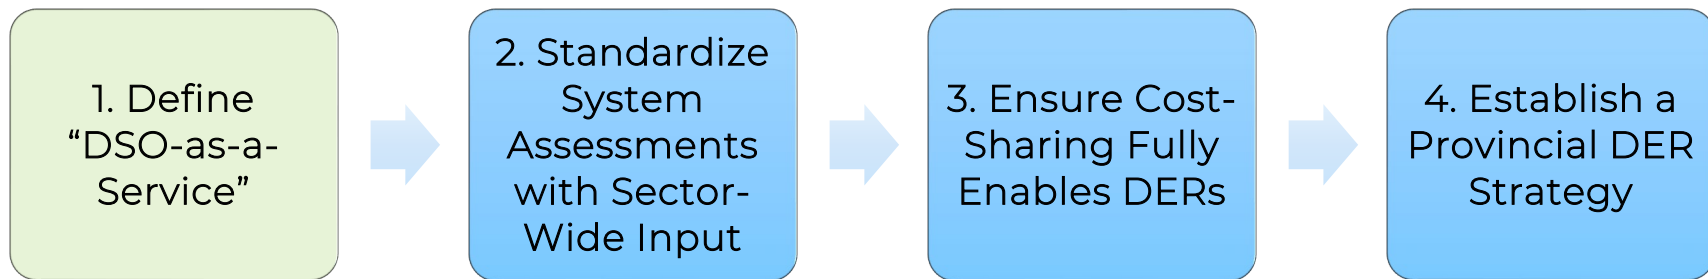 1. Define
“DSO-as-a-
Service”
2. Standardize
System
Assessments
with Sector-
Wide Input
3. Ensure Cost-
Sharing Fully
Enables DERs
4. Establish a
Provincial DER
Strategy